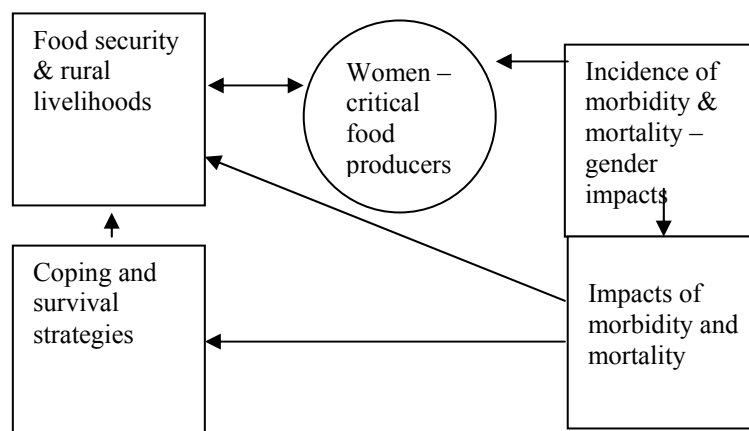 Food security
& rural
livelihoods
Women –
critical
food
producers
Incidence of
morbidity &
mortality –
gender
impacts
Coping and
survival
strategies
Impacts of
morbidity and
mortality